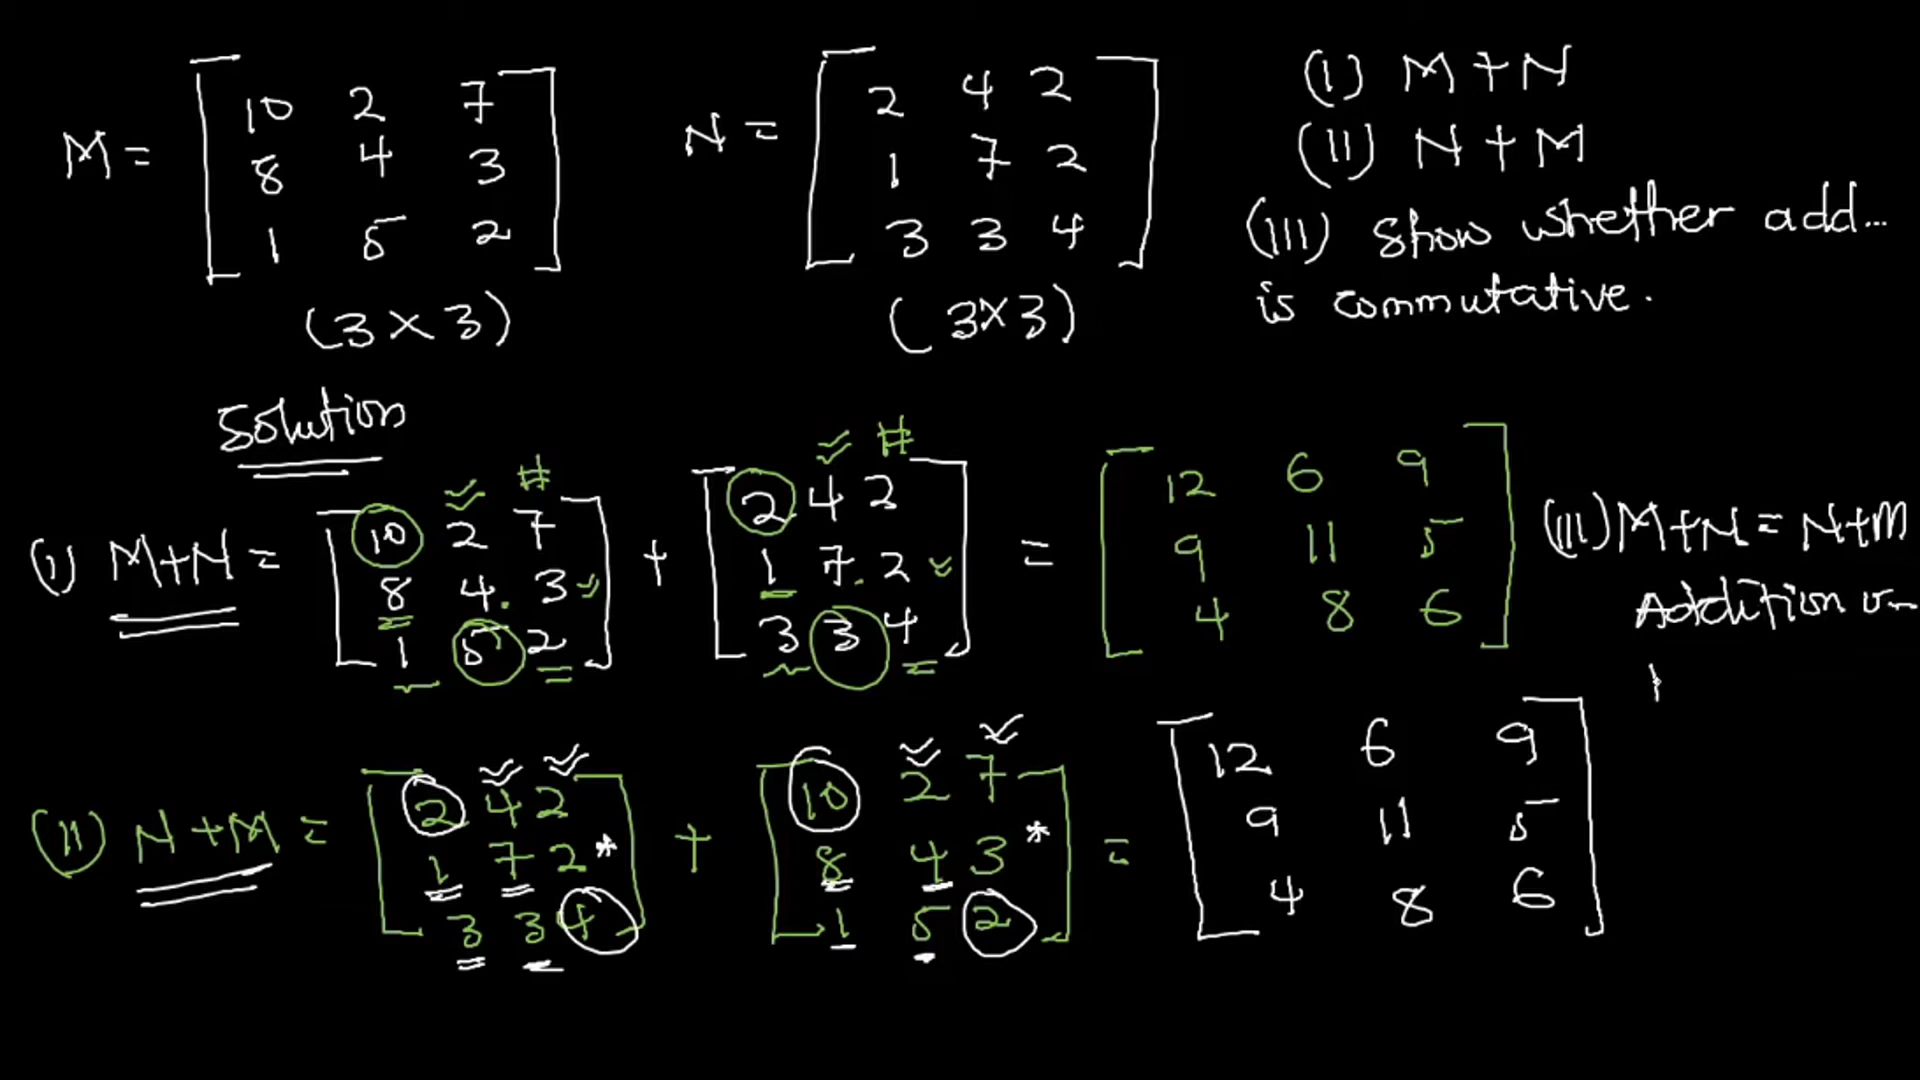 M = [ 10 2 7
8 4 3
1 5 2 ]
(3 × 3)
N = [ 2 4 2
1 7 2
3 3 4 ]
(3×3)
(I) M+N
(II) N+M
(III) show whether add...
is commutative.
Solution
(I) M+N = [ 10 2 7
8 4 3
1 5 2 ]
+ [ 2 4 2
1 7 2
3 3 4 ]
= [ 12 6 9
9 11 5
4 8 6 ]
(III) M+N = N+M
Addition
(II) N+M = [ 2 4 2
1 7 2 *
3 3 4 ]
+ [ 10 2 7
8 4 3 *
1 5 2 ]
= [ 12 6 9
9 11 5
4 8 6 ]